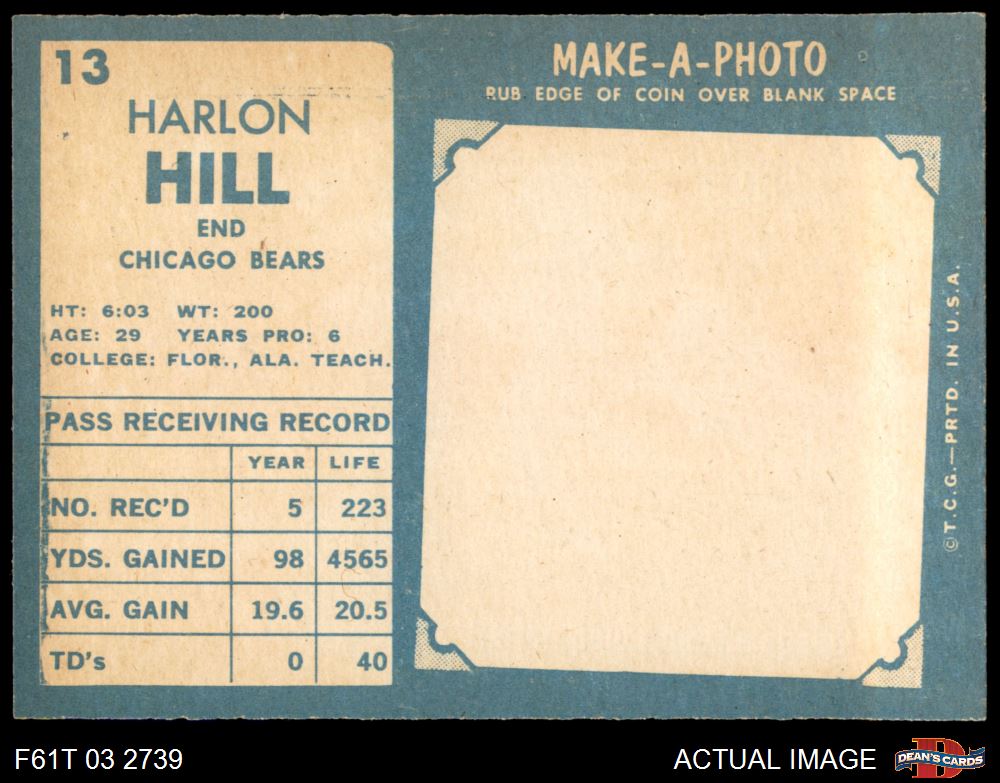 13
HARLON
HILL
END
CHICAGO BEARS
HT: 6:03 WT: 200
AGE: 29 YEARS PRO: 6
COLLEGE: FLOR., ALA. TEACH.
PASS RECEIVING RECORD
YEAR LIFE
NO. REC'D 5 223
YDS. GAINED 98 4565
AVG. GAIN 19.6 20.5
TD's 0 40
MAKE-A-PHOTO
RUB EDGE OF COIN OVER BLANK SPACE
©T.C.G.—PRTD. IN U.S.A.
F61T 03 2739
ACTUAL IMAGE
D
DEAN'S CARDS